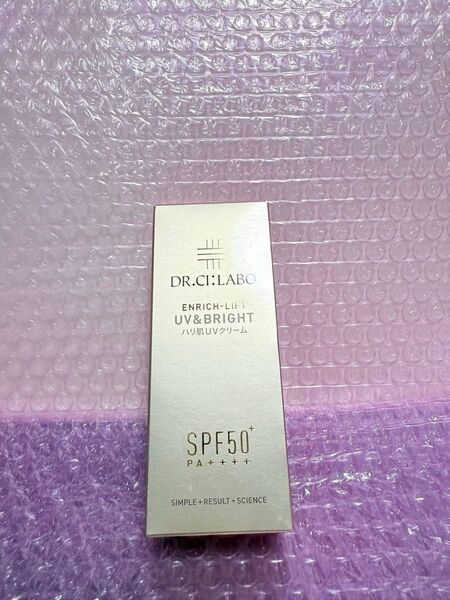 DR.CI:LABO
ENRICH-LIFT
UV&BRIGHT
ハリ肌UVクリーム
SPF50+
PA++++
SIMPLE+RESULT+SCIENCE